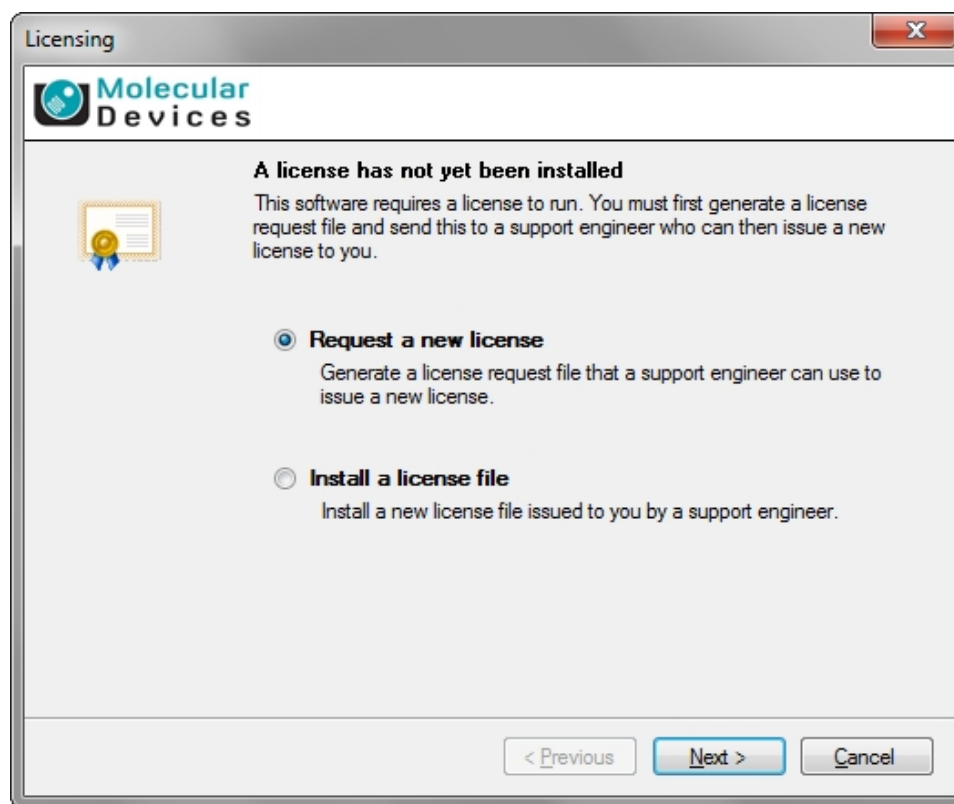 Licensing
Molecular
Devices
A license has not yet been installed
This software requires a license to run. You must first generate a license
request file and send this to a support engineer who can then issue a new
license to you.
Request a new license
Generate a license request file that a support engineer can use to
issue a new license.
Install a license file
Install a new license file issued to you by a support engineer.
< Previous
Next >
Cancel